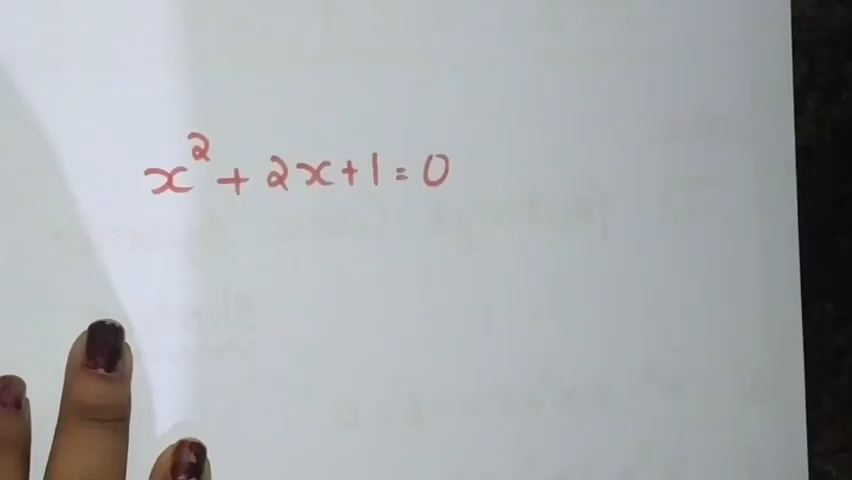 x² + 2x + 1 = 0